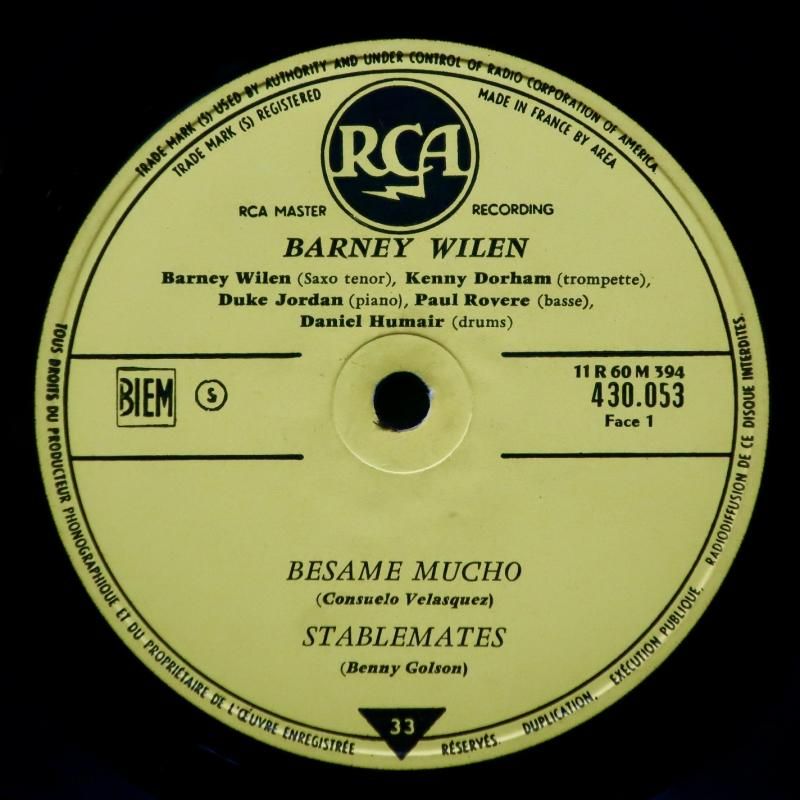 TRADE MARK (S) USED BY AUTHORITY AND UNDER CONTROL OF RADIO CORPORATION OF AMERICA
TRADE MARK (S) REGISTERED
MADE IN FRANCE BY AREA
RCA
RCA MASTER RECORDING
BARNEY WILEN
Barney Wilen (Saxo tenor), Kenny Dorham (trompette),
Duke Jordan (piano), Paul Rovere (basse),
Daniel Humair (drums)
BIEM S
11 R 60 M 394
430.053
Face 1
BESAME MUCHO
(Consuelo Velasquez)
STABLEMATES
(Benny Golson)
33
TOUS DROITS DU PRODUCTEUR PHONOGRAPHIQUE ET DU PROPRIÉTAIRE DE L'ŒUVRE ENREGISTRÉE RÉSERVÉS. DUPLICATION. EXÉCUTION PUBLIQUE. RADIODIFFUSION DE CE DISQUE INTERDITES.